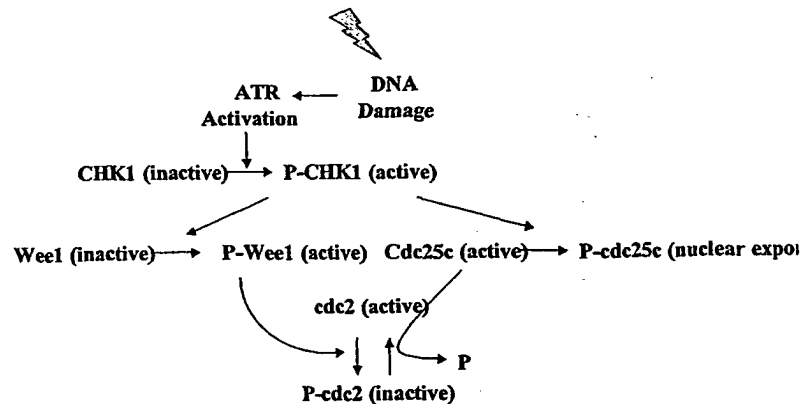 DNA
Damage
ATR
Activation
CHK1 (inactive)
P-CHK1 (active)
Wee1 (inactive)
P-Wee1 (active)
Cdc25c (active)
P-cdc25c (nuclear expo
cdc2 (active)
P
P-cdc2 (inactive)